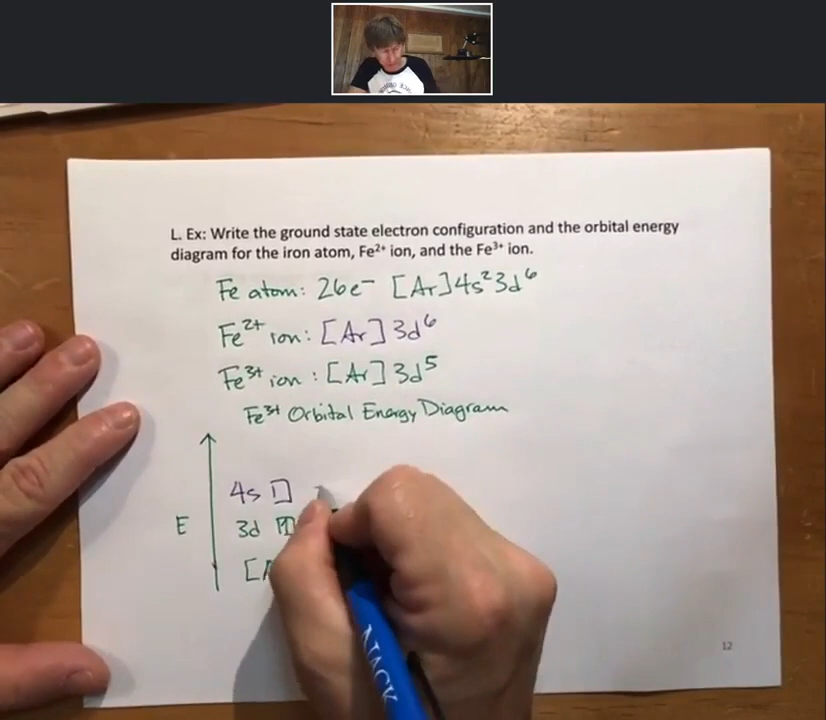 L. Ex: Write the ground state electron configuration and the orbital energy
diagram for the iron atom, Fe²⁺ ion, and the Fe³⁺ ion.
Fe atom: 26e⁻ [Ar]4s²3d⁶
Fe²⁺ ion: [Ar]3d⁶
Fe³⁺ ion: [Ar]3d⁵
Fe³⁺ Orbital Energy Diagram
4s
E 3d
12